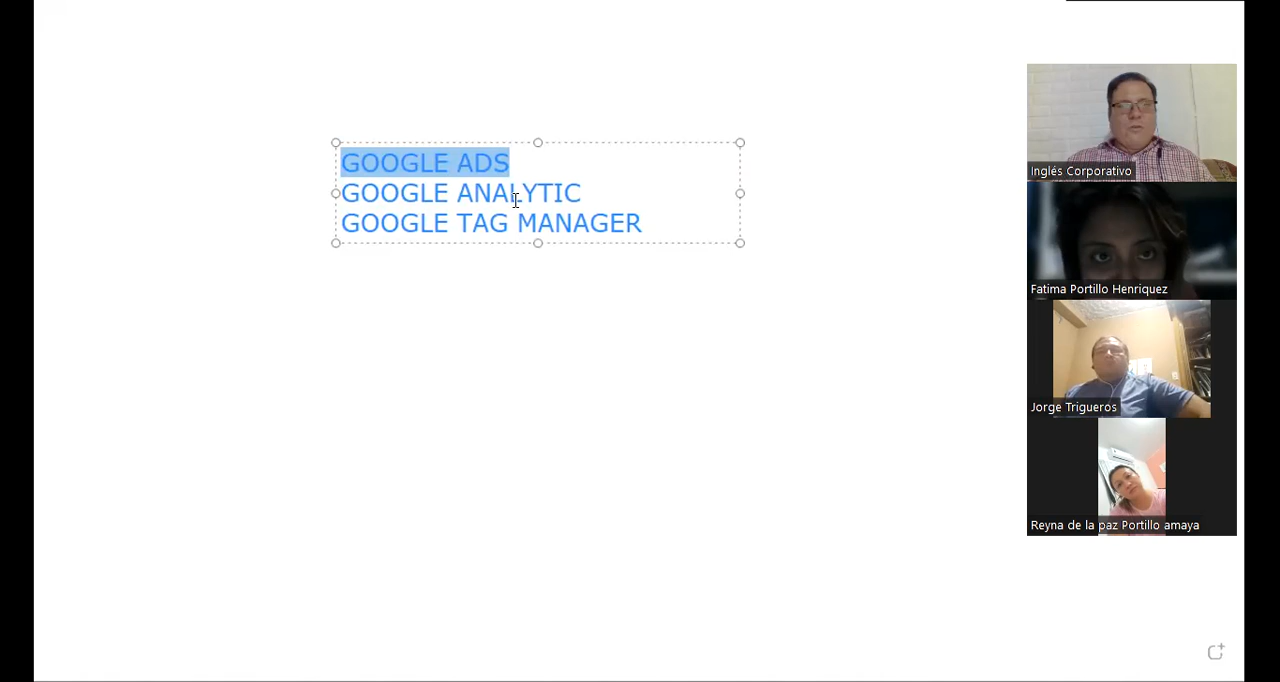 GOOGLE ADS
GOOGLE ANALYTIC
GOOGLE TAG MANAGER
Inglés Corporativo
Fatima Portillo Henriquez
Jorge Trigueros
Reyna de la paz Portillo amaya